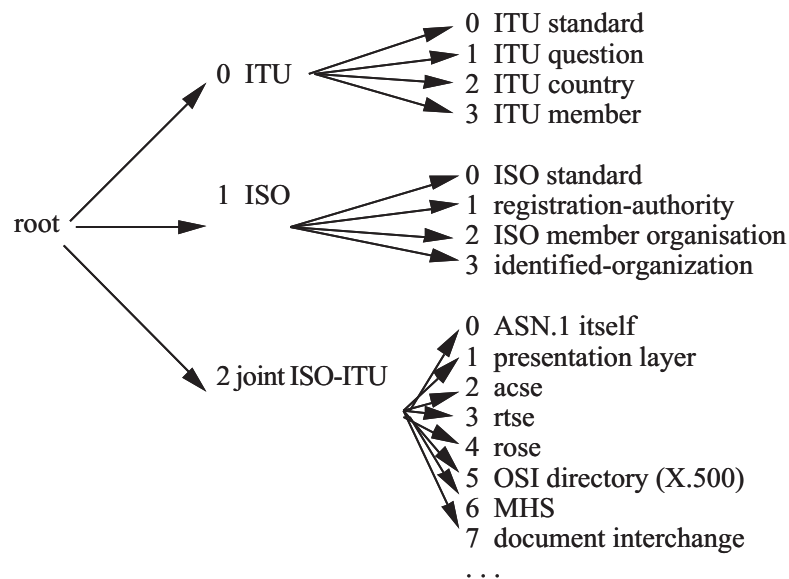 root
0 ITU
0 ITU standard
1 ITU question
2 ITU country
3 ITU member
1 ISO
0 ISO standard
1 registration-authority
2 ISO member organisation
3 identified-organization
2 joint ISO-ITU
0 ASN.1 itself
1 presentation layer
2 acse
3 rtse
4 rose
5 OSI directory (X.500)
6 MHS
7 document interchange
. . .